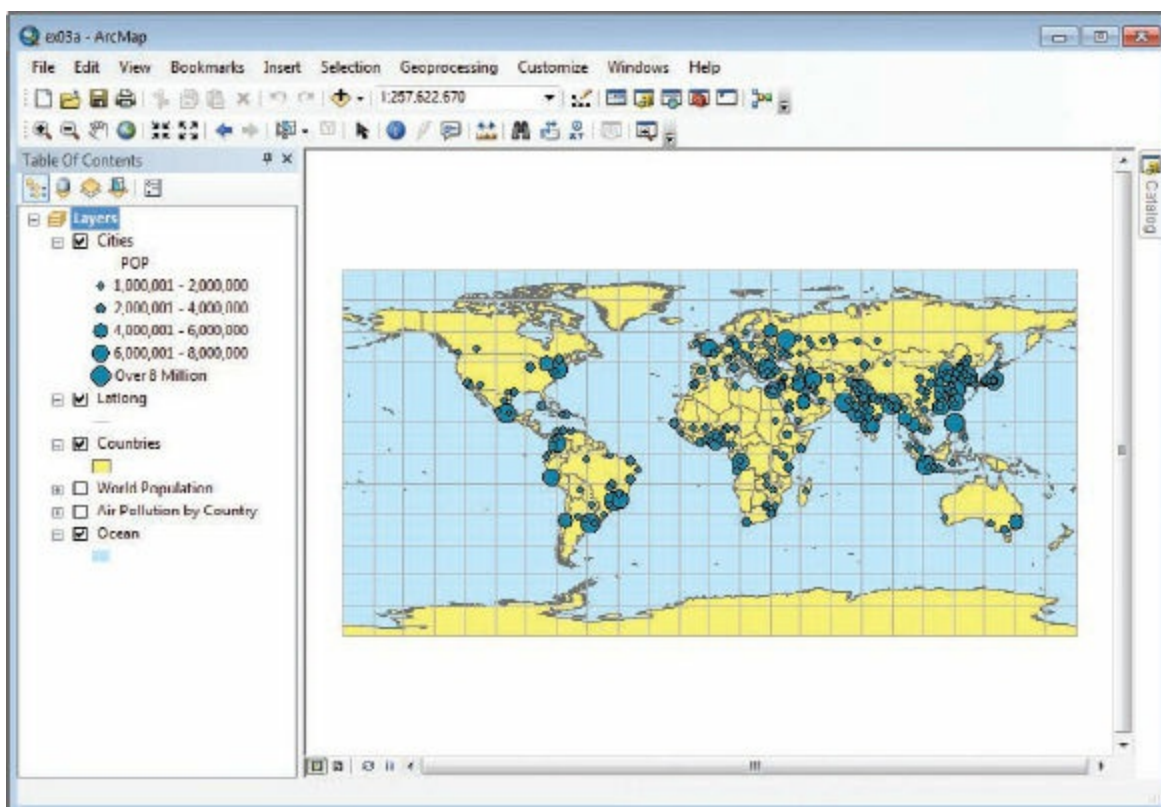 ex03a - ArcMap
File Edit View Bookmarks Insert Selection Geoprocessing Customize Windows Help
1:257,622,670
Table Of Contents
Layers
Cities
POP
1,000,001 - 2,000,000
2,000,001 - 4,000,000
4,000,001 - 6,000,000
6,000,001 - 8,000,000
Over 8 Million
Latlong
Countries
World Population
Air Pollution by Country
Ocean
Catalog